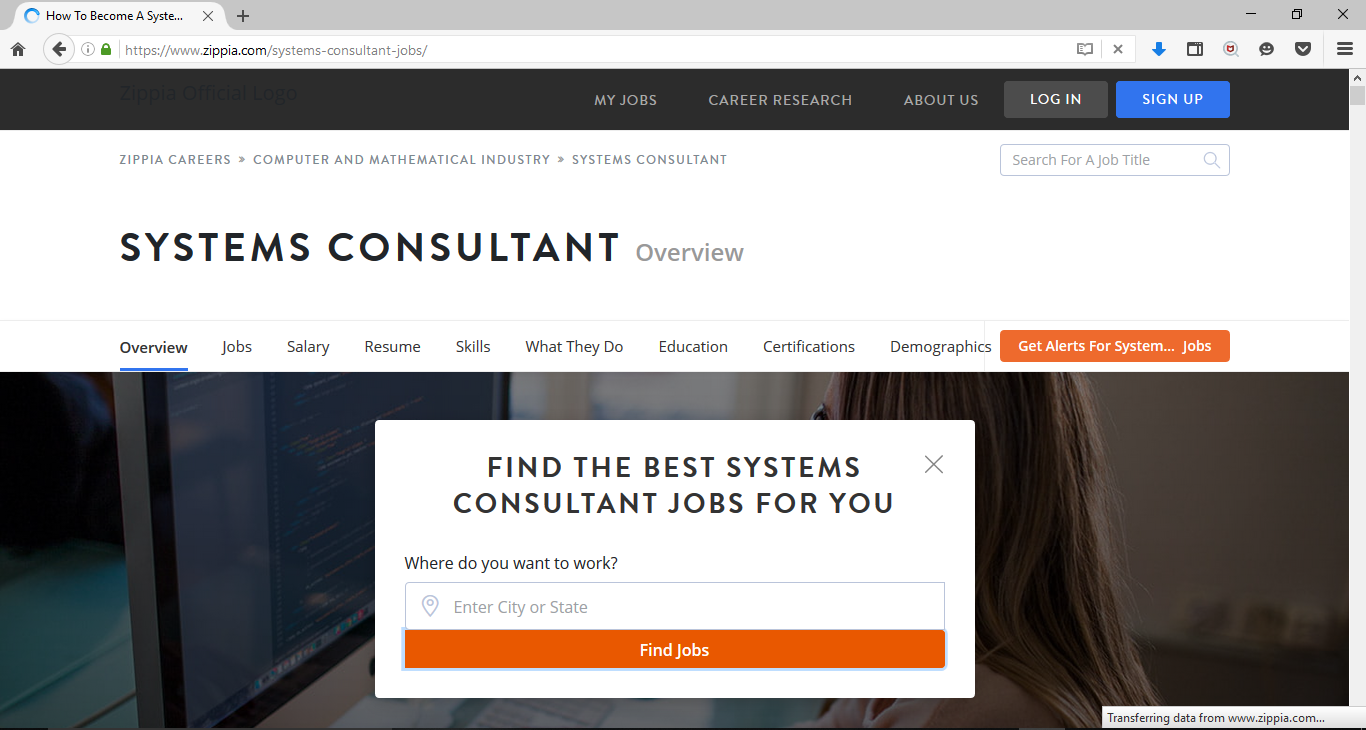 How To Become A Syste...
https://www.zippia.com/systems-consultant-jobs/
Zippia Official Logo
MY JOBS CAREER RESEARCH ABOUT US LOG IN SIGN UP
ZIPPIA CAREERS » COMPUTER AND MATHEMATICAL INDUSTRY » SYSTEMS CONSULTANT
Search For A Job Title
SYSTEMS CONSULTANT Overview
Overview Jobs Salary Resume Skills What They Do Education Certifications Demographics Get Alerts For System... Jobs
FIND THE BEST SYSTEMS
CONSULTANT JOBS FOR YOU
Where do you want to work?
Enter City or State
Find Jobs
Transferring data from www.zippia.com...